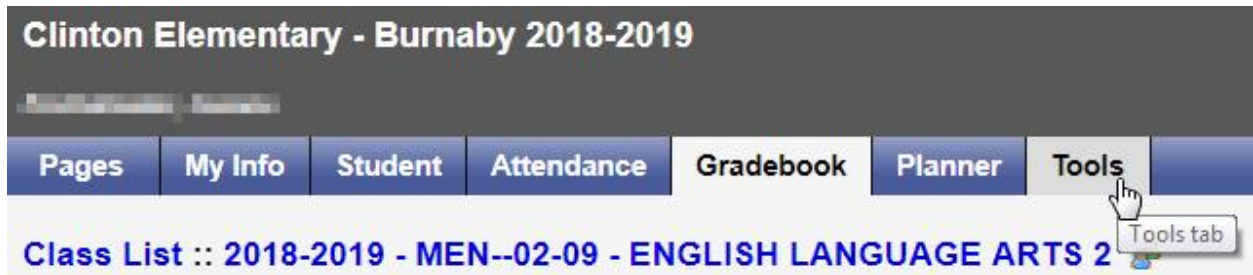 Clinton Elementary - Burnaby 2018-2019
Pages My Info Student Attendance Gradebook Planner Tools
Tools tab
Class List :: 2018-2019 - MEN--02-09 - ENGLISH LANGUAGE ARTS 2